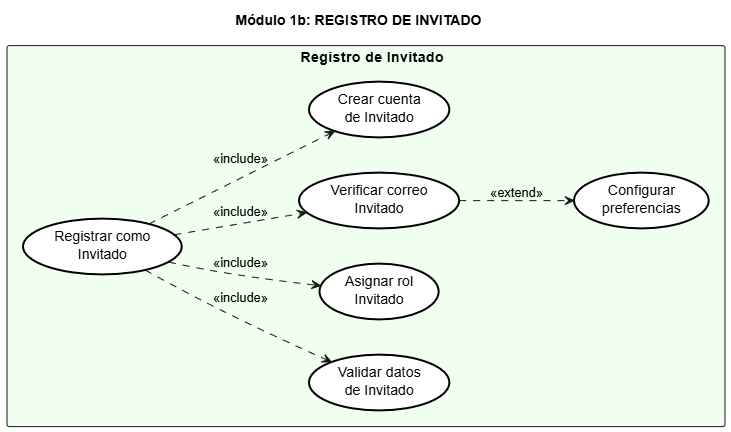 Módulo 1b: REGISTRO DE INVITADO
Registro de Invitado
Crear cuenta
de Invitado
«include»
Verificar correo
Invitado
«extend»
Configurar
preferencias
«include»
Registrar como
Invitado
«include»
Asignar rol
Invitado
«include»
Validar datos
de Invitado